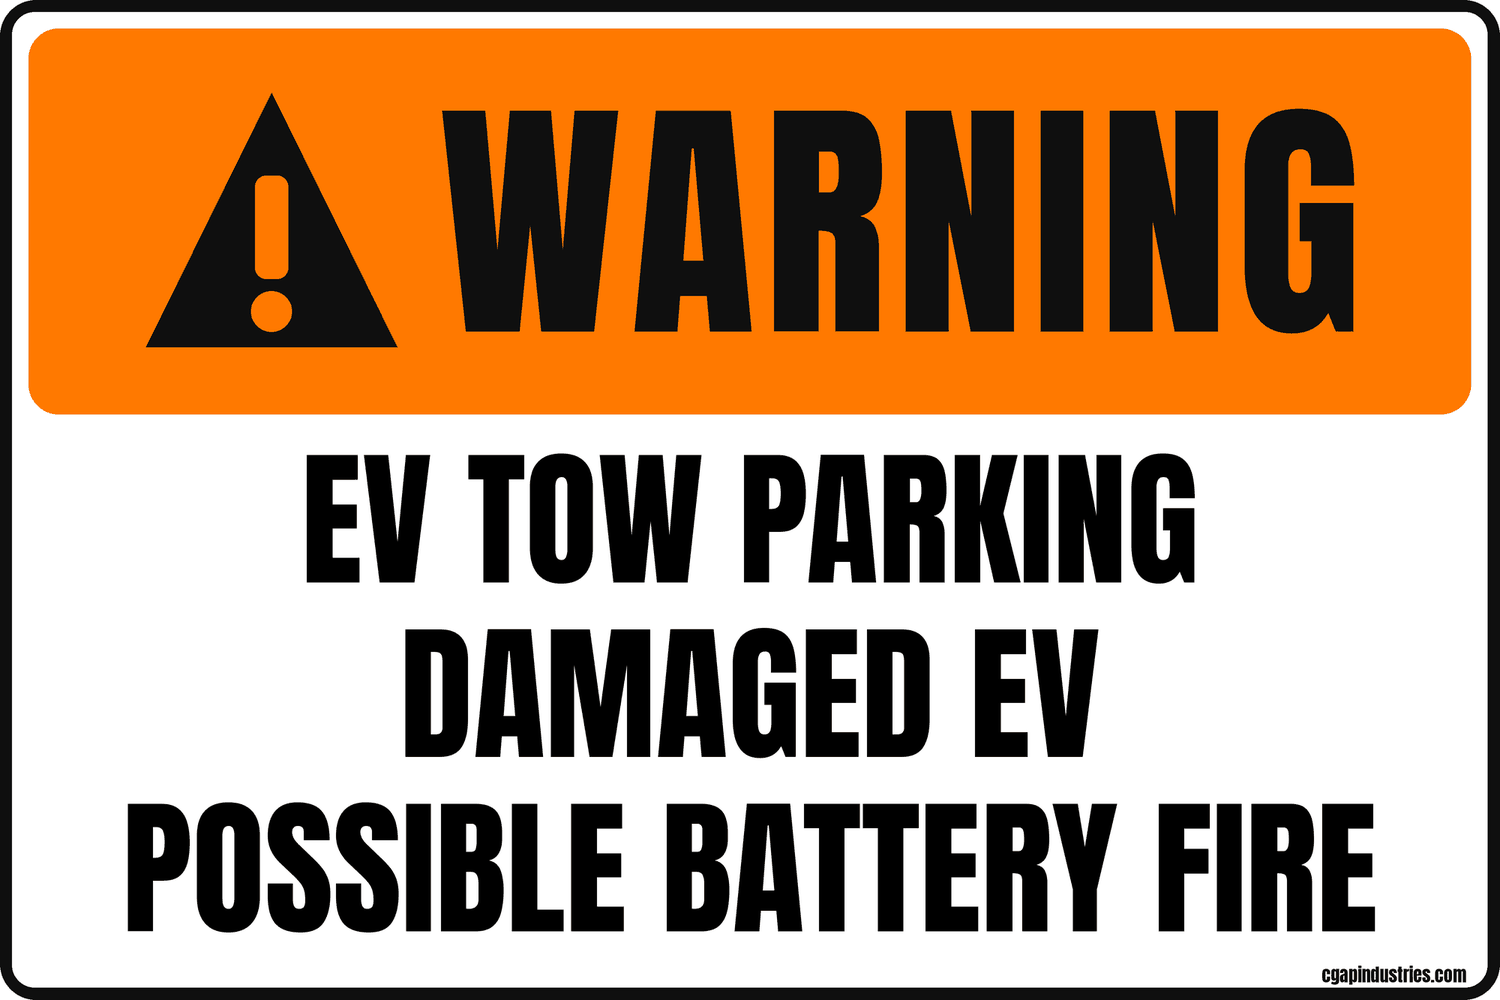 WARNING
EV TOW PARKING
DAMAGED EV
POSSIBLE BATTERY FIRE
cgapindustries.com